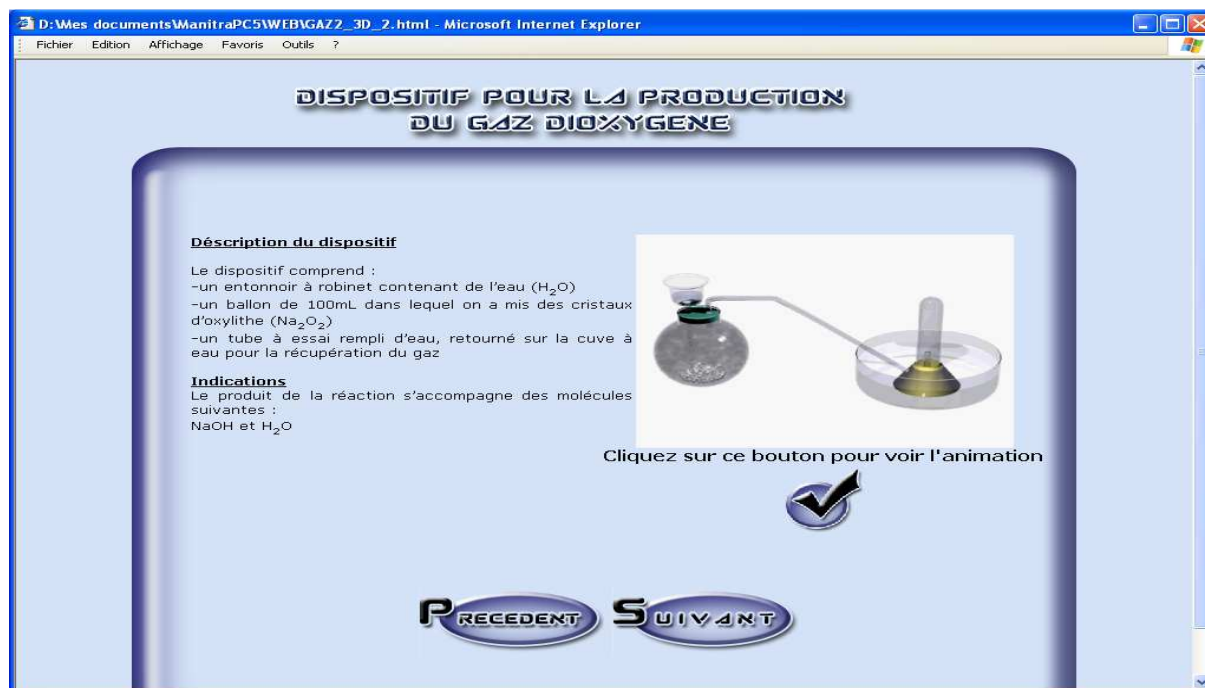 D:\Mes documents\ManitraPC5\WEB\GAZ2_3D_2.html - Microsoft Internet Explorer
Fichier Edition Affichage Favoris Outils ?
DISPOSITIF POUR LA PRODUCTION
DU GAZ DIOXYGENE
Déscription du dispositif
Le dispositif comprend :
-un entonnoir à robinet contenant de l'eau (H₂O)
-un ballon de 100mL dans lequel on a mis des cristaux
d'oxylithe (Na₂O₂)
-un tube à essai rempli d'eau, retourné sur la cuve à
eau pour la récupération du gaz
Indications
Le produit de la réaction s'accompagne des molécules
suivantes :
NaOH et H₂O
Cliquez sur ce bouton pour voir l'animation
PRECEDENT SUIVANT